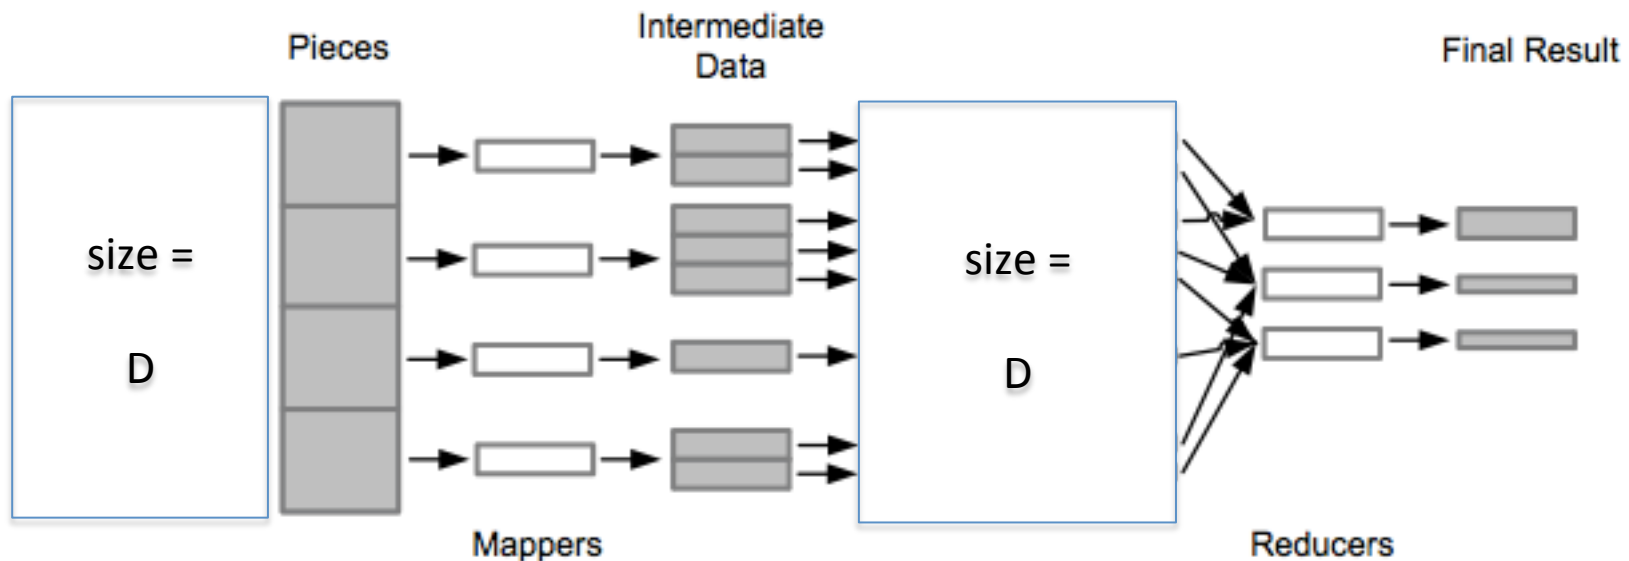 Pieces
Intermediate
Data
Final Result
size =
D
size =
D
Mappers
Reducers